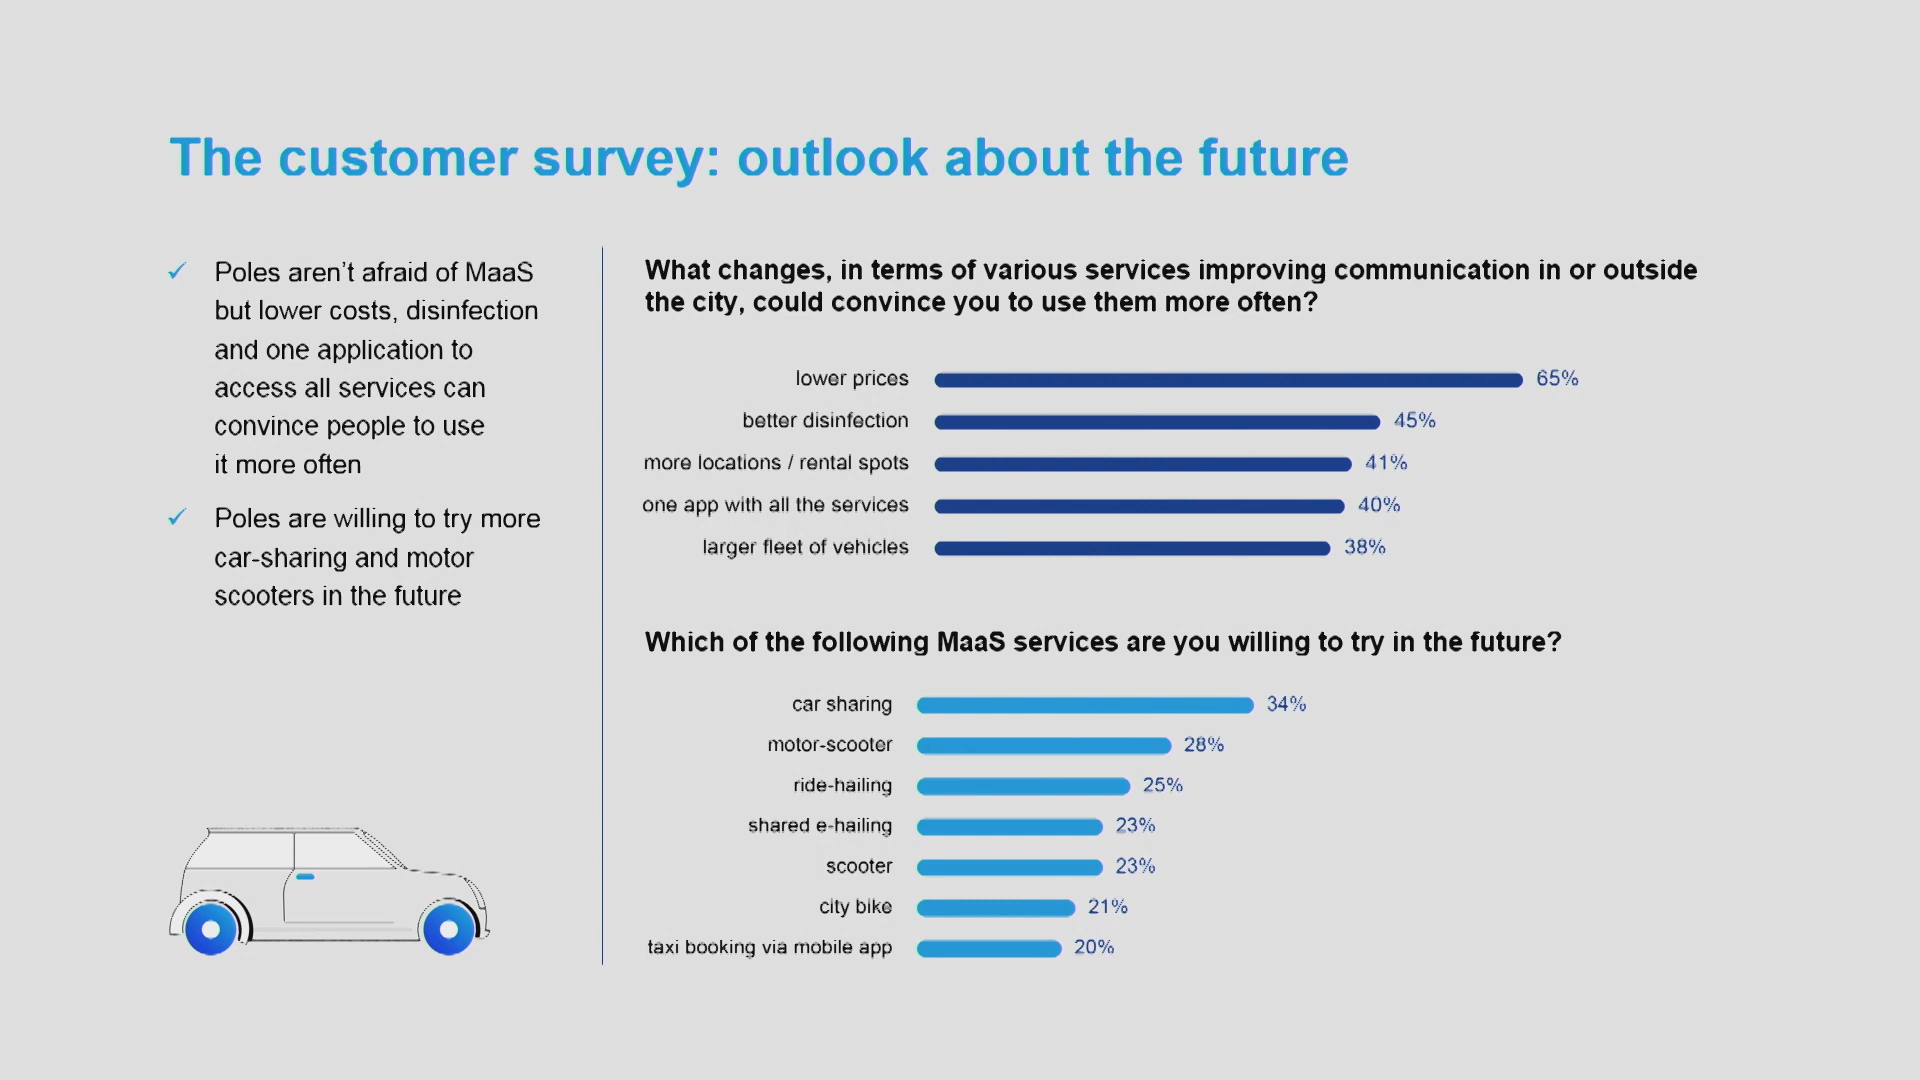 The customer survey: outlook about the future
✓ Poles aren't afraid of MaaS
but lower costs, disinfection
and one application to
access all services can
convince people to use
it more often
✓ Poles are willing to try more
car-sharing and motor
scooters in the future
What changes, in terms of various services improving communication in or outside
the city, could convince you to use them more often?
lower prices 65%
better disinfection 45%
more locations / rental spots 41%
one app with all the services 40%
larger fleet of vehicles 38%
Which of the following MaaS services are you willing to try in the future?
car sharing 34%
motor-scooter 28%
ride-hailing 25%
shared e-hailing 23%
scooter 23%
city bike 21%
taxi booking via mobile app 20%